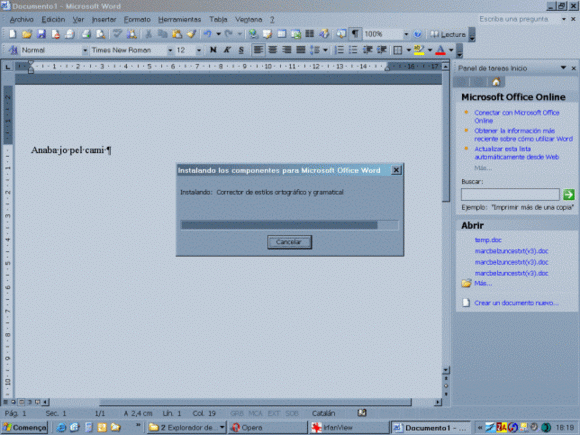 Documento1 - Microsoft Word
Archivo Edición Ver Insertar Formato Herramientas Tabla Ventana ?
Escriba una pregunta
100%
Lectura
Normal
Times New Roman
12
N K S
Anaba·jo·pel·camí·¶
Instalando los componentes para Microsoft Office Word
Instalando: Corrector de estilos ortográfico y gramatical
Cancelar
Panel de tareas Inicio
Microsoft Office Online
Conectar con Microsoft Office Online
Obtener la información más reciente sobre cómo utilizar Word
Actualizar esta lista automáticamente desde Web
Más...
Buscar:
Ejemplo: "Imprimir más de una copia"
Abrir
temp.doc
marcbelzuncestxt(v3).doc
marcbelzuncestxt(v3).doc
marcbelzuncestxt(v3).doc
Más...
Crear un documento nuevo...
Pág. 1 Sec. 1 1/1 A 2,4 cm Lín. 1 Col. 19 GRB MCA EXT SOB Catalán
Comença
2 Explorador de...
Opera
IrfanView
Documento1 - ...
18:19